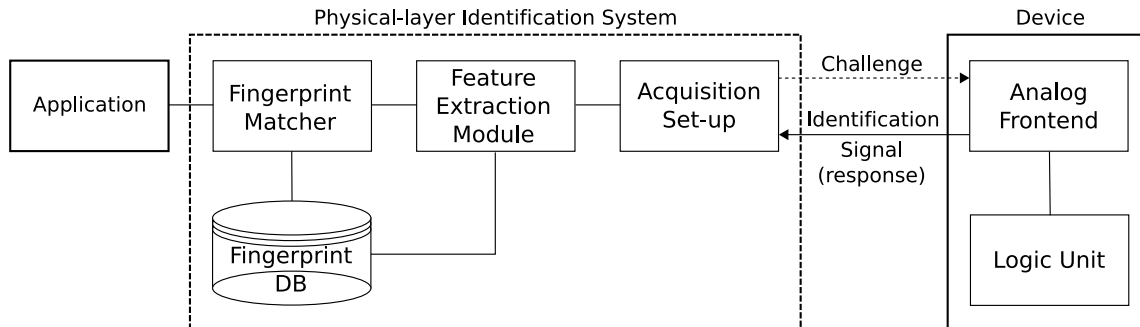 Physical-layer Identification System
Device
Application
Fingerprint
Matcher
Feature
Extraction
Module
Acquisition
Set-up
Challenge
Identification
Signal
(response)
Analog
Frontend
Fingerprint
DB
Logic Unit